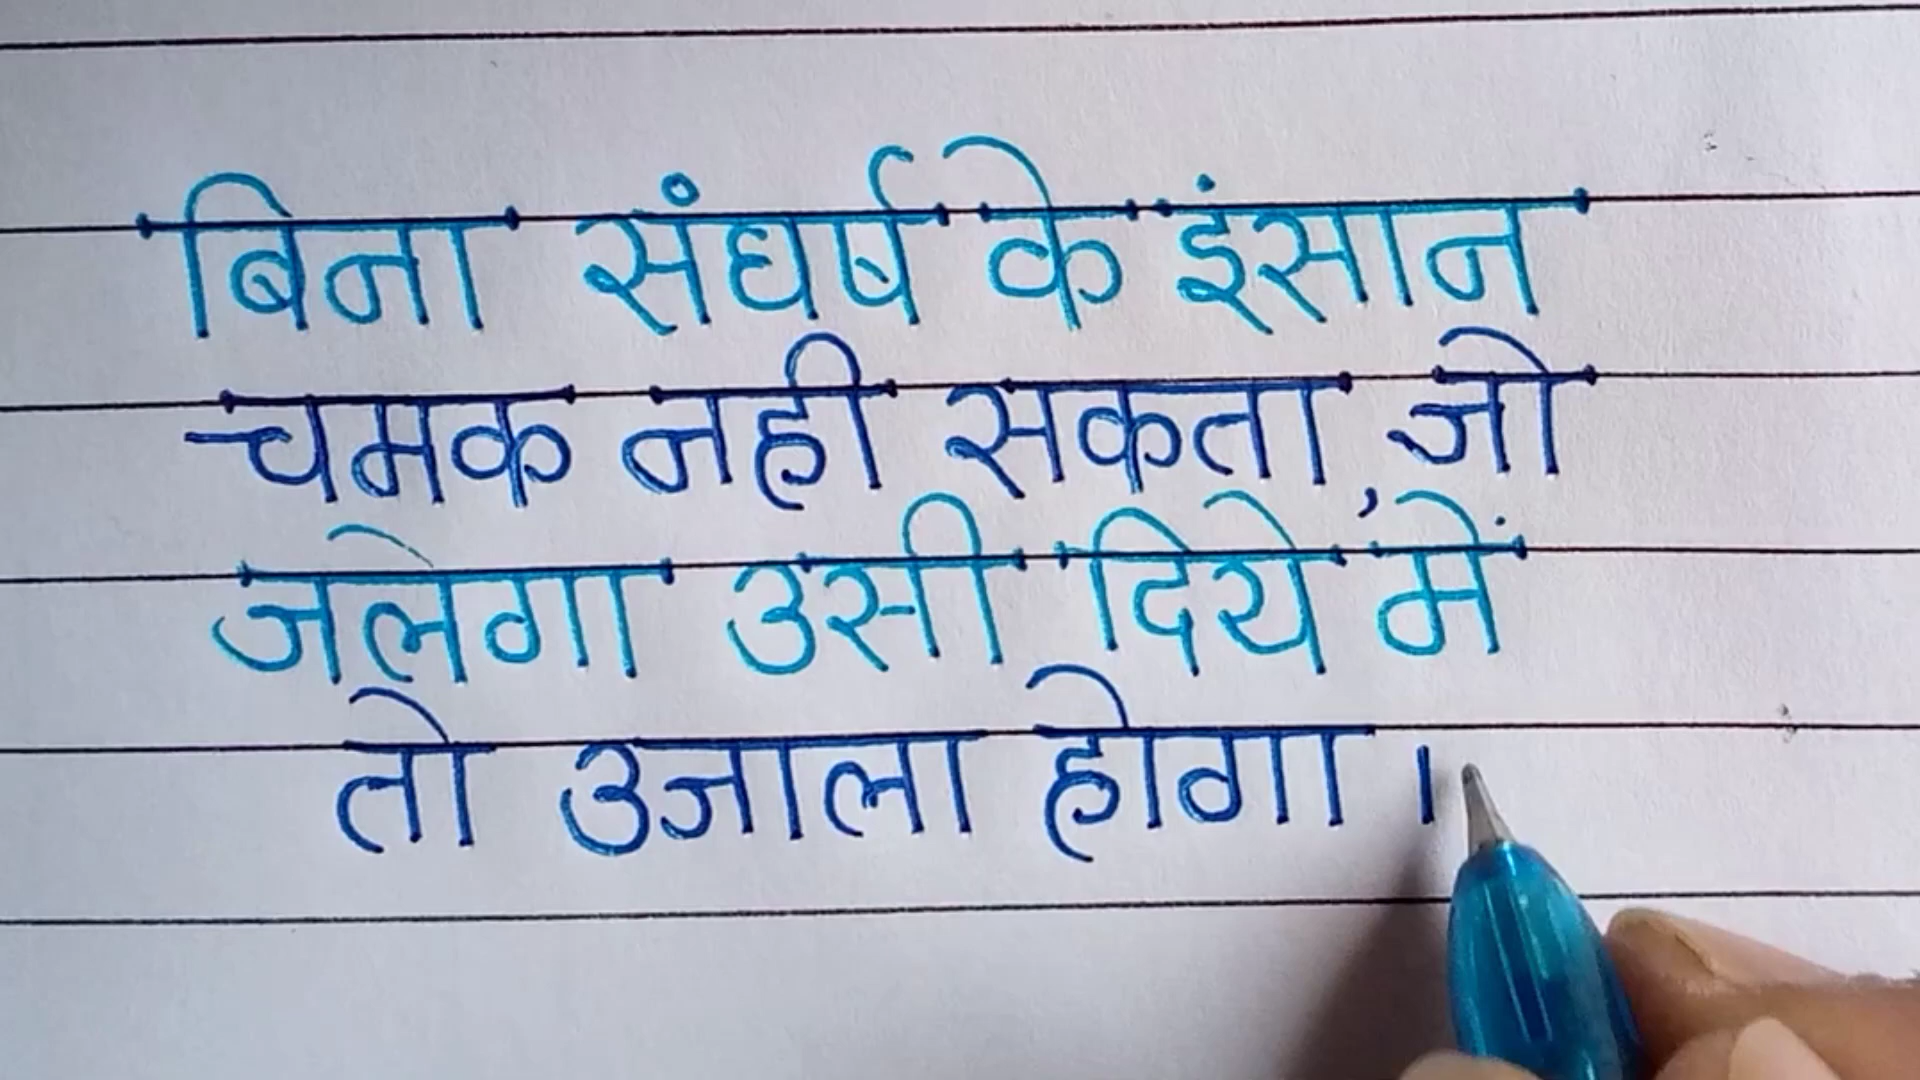 बिना संघर्ष के इंसान
चमक नही सकता, जो
जलेगा उसी दिये में
तो उजाला होगा ।